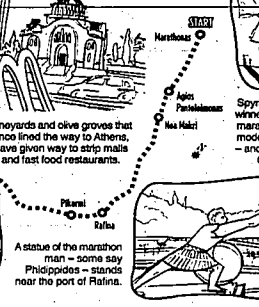 START
Marathonas
Agios
Panteleimonas
Nea Makri
neyards and olive groves that
nce lined the way to Athens,
ave given way to strip malls
and fast food restaurants.
Spyr
winne
mara
mode
– and
Pikermi
Rafina
A statue of the marathon
man – some say
Phidippides – stands
near the port of Rafina.